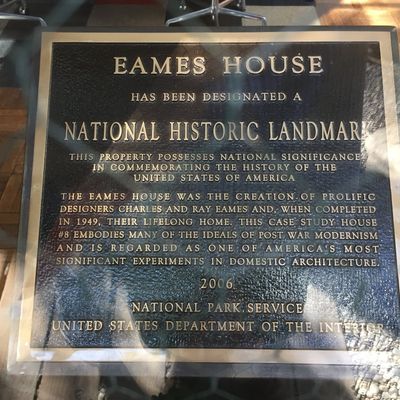 EAMES HOUSE
HAS BEEN DESIGNATED A
NATIONAL HISTORIC LANDMARK
THIS PROPERTY POSSESSES NATIONAL SIGNIFICANCE
IN COMMEMORATING THE HISTORY OF THE
UNITED STATES OF AMERICA
THE EAMES HOUSE WAS THE CREATION OF PROLIFIC
DESIGNERS CHARLES AND RAY EAMES AND, WHEN COMPLETED
IN 1949, THEIR LIFELONG HOME. THIS CASE STUDY HOUSE
#8 EMBODIES MANY OF THE IDEALS OF POST WAR MODERNISM
AND IS REGARDED AS ONE OF AMERICA'S MOST
SIGNIFICANT EXPERIMENTS IN DOMESTIC ARCHITECTURE.
2006
NATIONAL PARK SERVICE
UNITED STATES DEPARTMENT OF THE INTERIOR